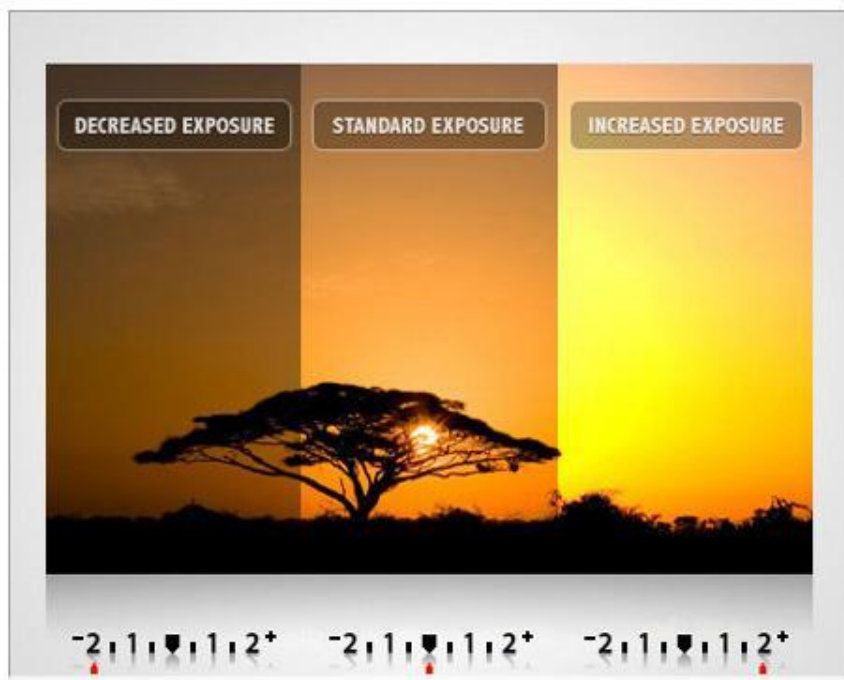 DECREASED EXPOSURE
STANDARD EXPOSURE
INCREASED EXPOSURE
-2 1 1 2+
-2 1 1 2+
-2 1 1 2+